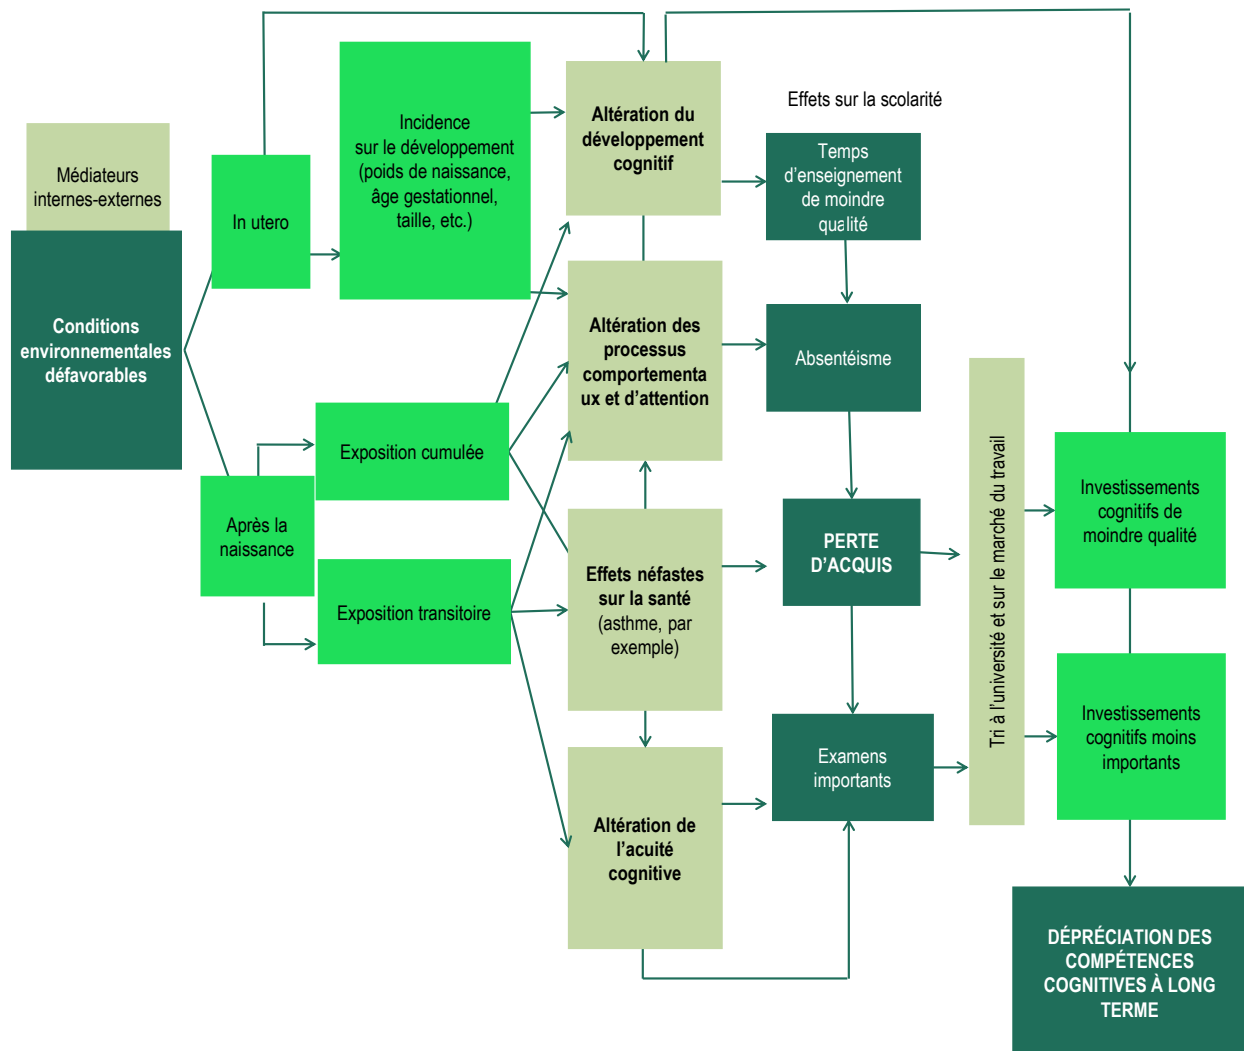 Médiateurs
internes-externes
Conditions
environnementales
défavorables
In utero
Après la
naissance
Incidence
sur le développement
(poids de naissance,
âge gestationnel,
taille, etc.)
Exposition cumulée
Exposition transitoire
Altération du
développement
cognitif
Altération des
processus
comportementa
ux et d’attention
Effets néfastes
sur la santé
(asthme, par
exemple)
Altération de
l’acuité
cognitive
Effets sur la scolarité
Temps
d’enseignement
de moindre
qualité
Absentéisme
PERTE
D’ACQUIS
Examens
importants
Tri à l’université et sur le marché du travail
Investissements
cognitifs de
moindre qualité
Investissements
cognitifs moins
importants
DÉPRÉCIATION DES
COMPÉTENCES
COGNITIVES À LONG
TERME